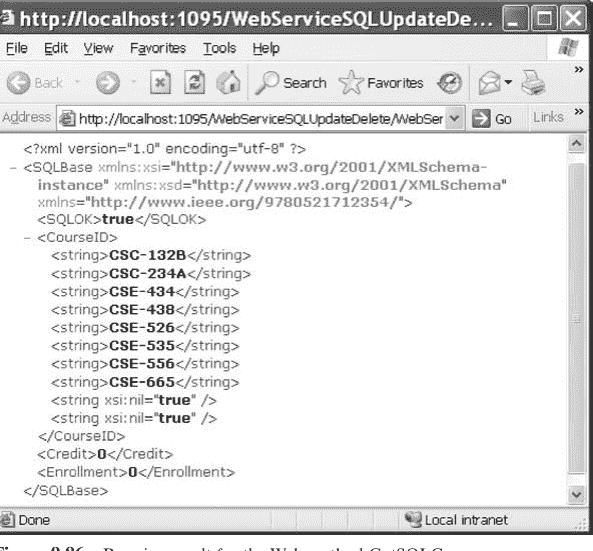 http://localhost:1095/WebServiceSQLUpdateDe...
File Edit View Favorites Tools Help
Back Search Favorites
Address http://localhost:1095/WebServiceSQLUpdateDelete/WebSer Go Links
<?xml version="1.0" encoding="utf-8" ?>
- <SQLBase xmlns:xsi="http://www.w3.org/2001/XMLSchema-
instance" xmlns:xsd="http://www.w3.org/2001/XMLSchema"
xmlns="http://www.ieee.org/9780521712354/">
<SQLOK>true</SQLOK>
- <CourseID>
<string>CSC-132B</string>
<string>CSC-234A</string>
<string>CSE-434</string>
<string>CSE-438</string>
<string>CSE-526</string>
<string>CSE-535</string>
<string>CSE-556</string>
<string>CSE-665</string>
<string xsi:nil="true" />
<string xsi:nil="true" />
</CourseID>
<Credit>0</Credit>
<Enrollment>0</Enrollment>
</SQLBase>
Done Local intranet